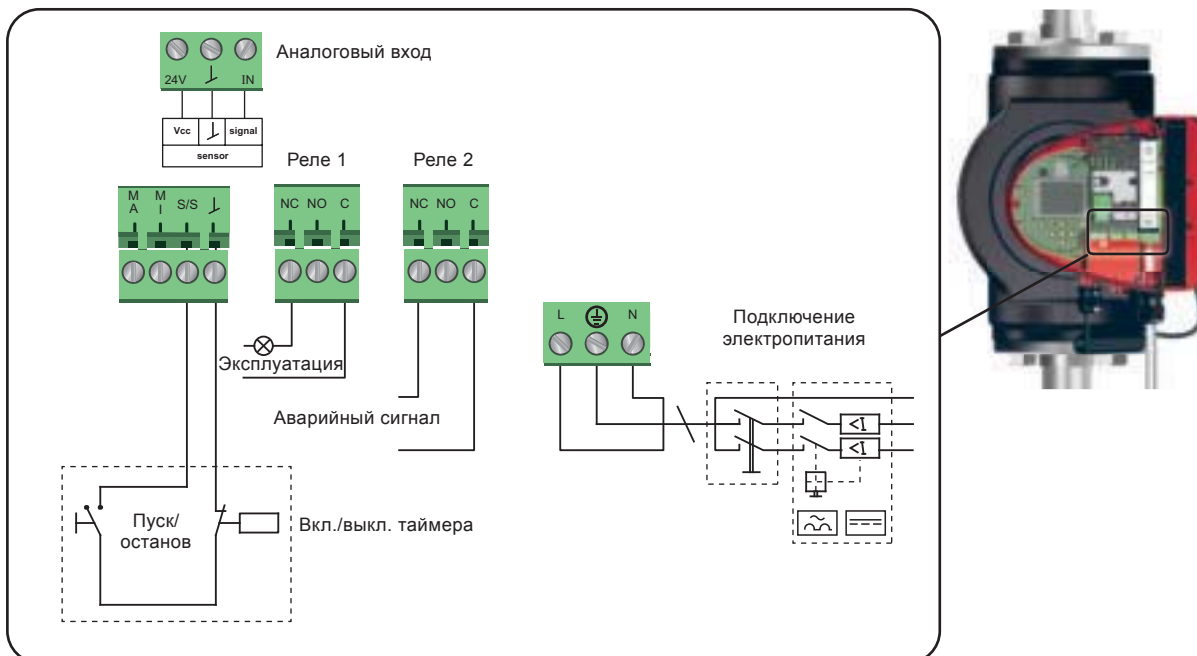 Аналоговый вход
24V IN
Vcc signal
sensor
Реле 1
Реле 2
M A M I S/S
NC NO C
NC NO C
L N
Подключение
электропитания
Эксплуатация
Аварийный сигнал
<I
<I
Пуск/
останов
Вкл./выкл. таймера